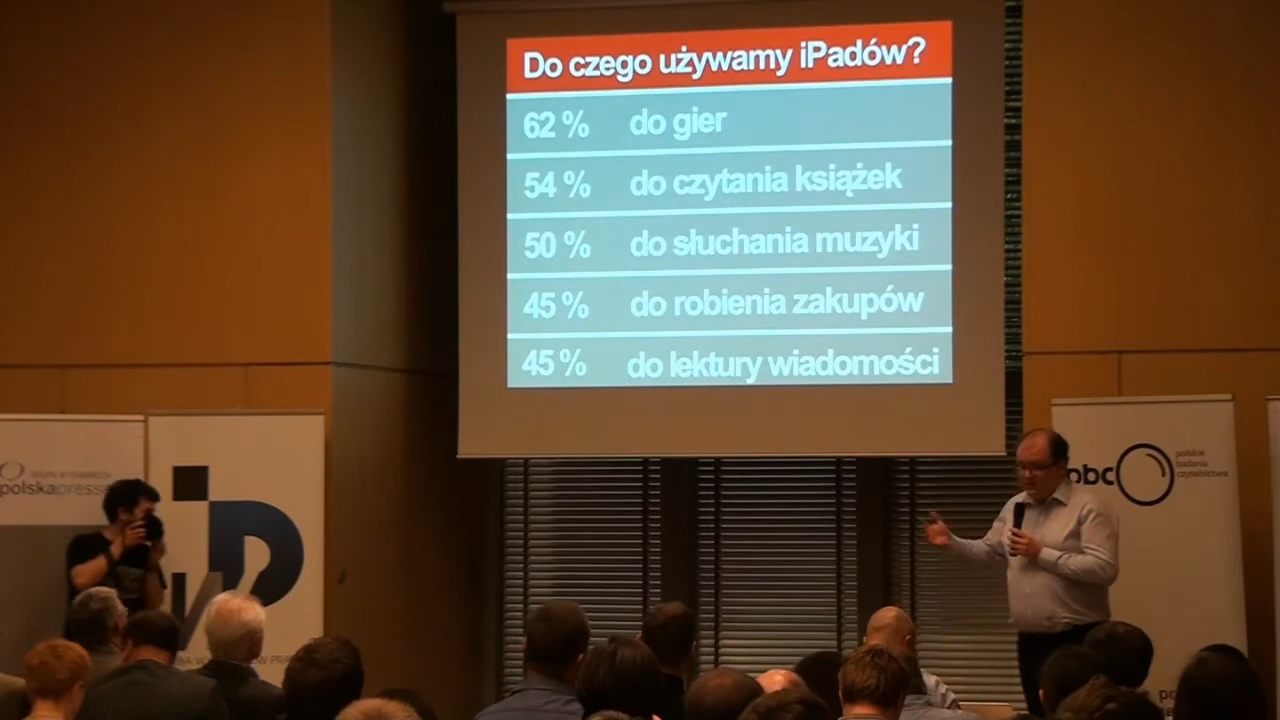 Do czego używamy iPadów?
62 % do gier
54 % do czytania książek
50 % do słuchania muzyki
45 % do robienia zakupów
45 % do lektury wiadomości
polskapresse
pbc
polskie
badania
czytelnictwa